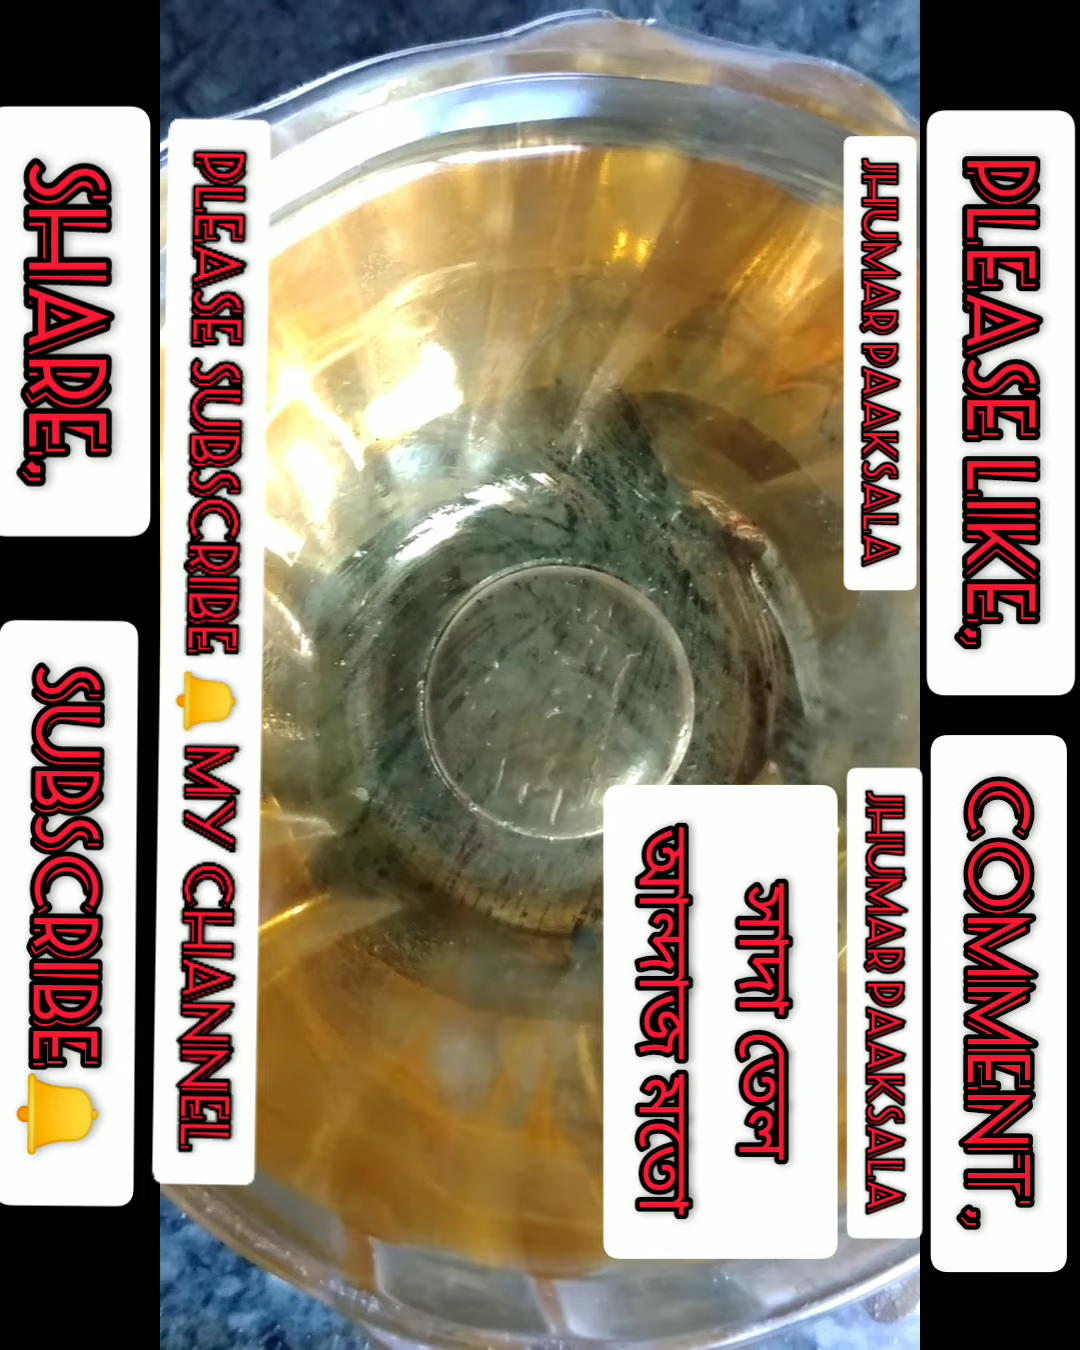 PLEASE LIKE,
COMMENT,
JHUMAR PAAKSALA
JHUMAR PAAKSALA
সাদা তেল
আন্দাজ মতো
PLEASE SUBSCRIBE 🔔 MY CHANNEL
SHARE,
SUBSCRIBE🔔